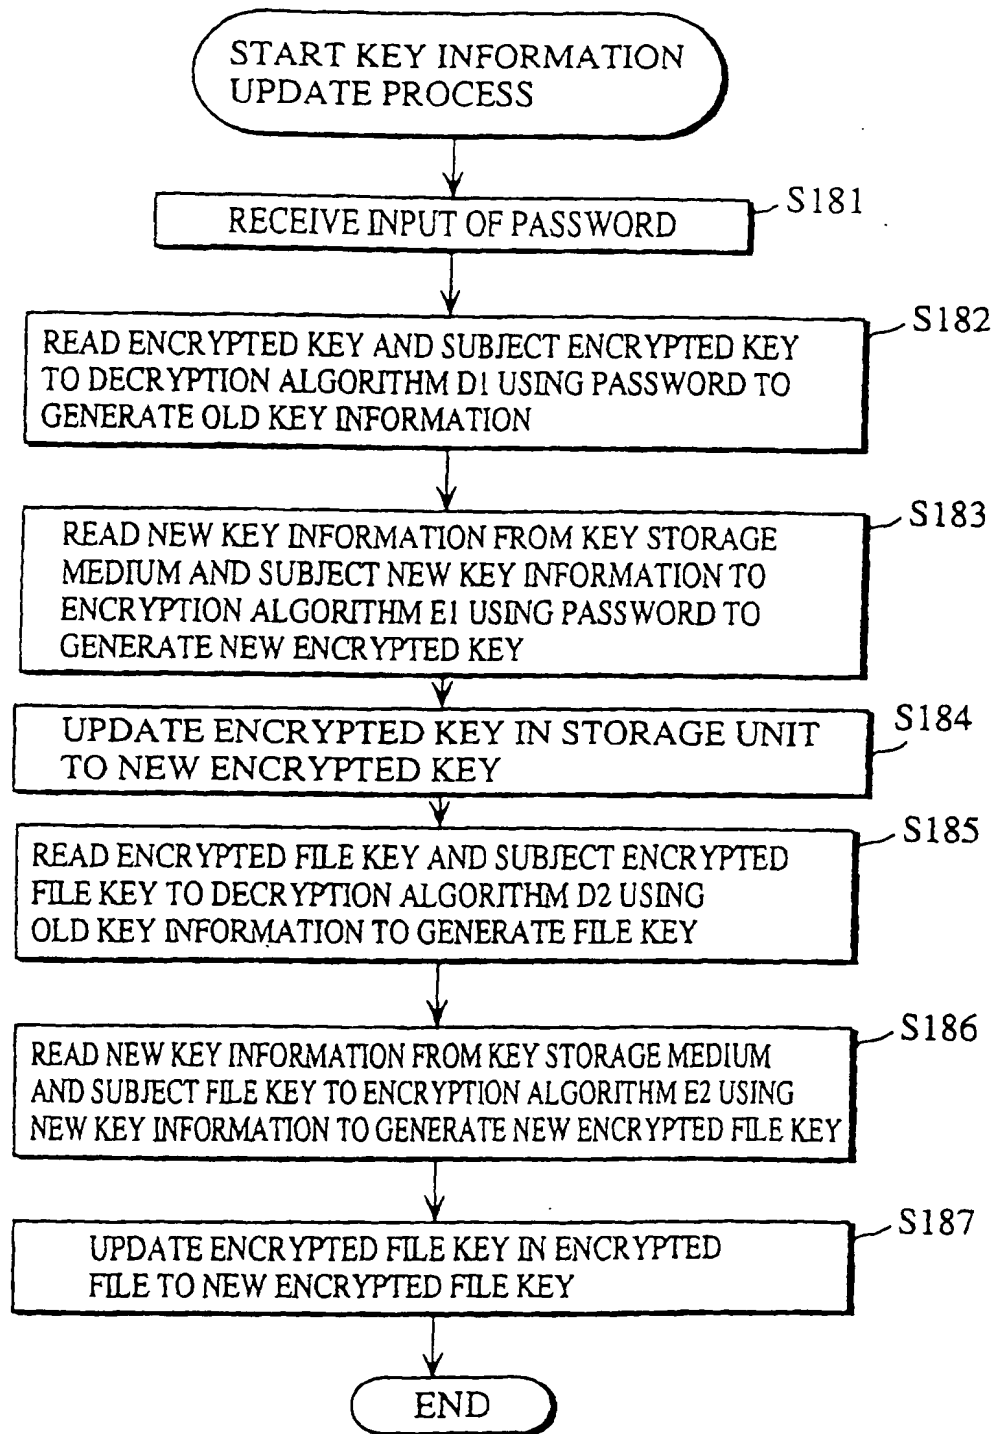 START KEY INFORMATION
UPDATE PROCESS
RECEIVE INPUT OF PASSWORD
S181
READ ENCRYPTED KEY AND SUBJECT ENCRYPTED KEY
TO DECRYPTION ALGORITHM D1 USING PASSWORD TO
GENERATE OLD KEY INFORMATION
S182
READ NEW KEY INFORMATION FROM KEY STORAGE
MEDIUM AND SUBJECT NEW KEY INFORMATION TO
ENCRYPTION ALGORITHM E1 USING PASSWORD TO
GENERATE NEW ENCRYPTED KEY
S183
UPDATE ENCRYPTED KEY IN STORAGE UNIT
TO NEW ENCRYPTED KEY
S184
READ ENCRYPTED FILE KEY AND SUBJECT ENCRYPTED
FILE KEY TO DECRYPTION ALGORITHM D2 USING
OLD KEY INFORMATION TO GENERATE FILE KEY
S185
READ NEW KEY INFORMATION FROM KEY STORAGE MEDIUM
AND SUBJECT FILE KEY TO ENCRYPTION ALGORITHM E2 USING
NEW KEY INFORMATION TO GENERATE NEW ENCRYPTED FILE KEY
S186
UPDATE ENCRYPTED FILE KEY IN ENCRYPTED
FILE TO NEW ENCRYPTED FILE KEY
S187
END